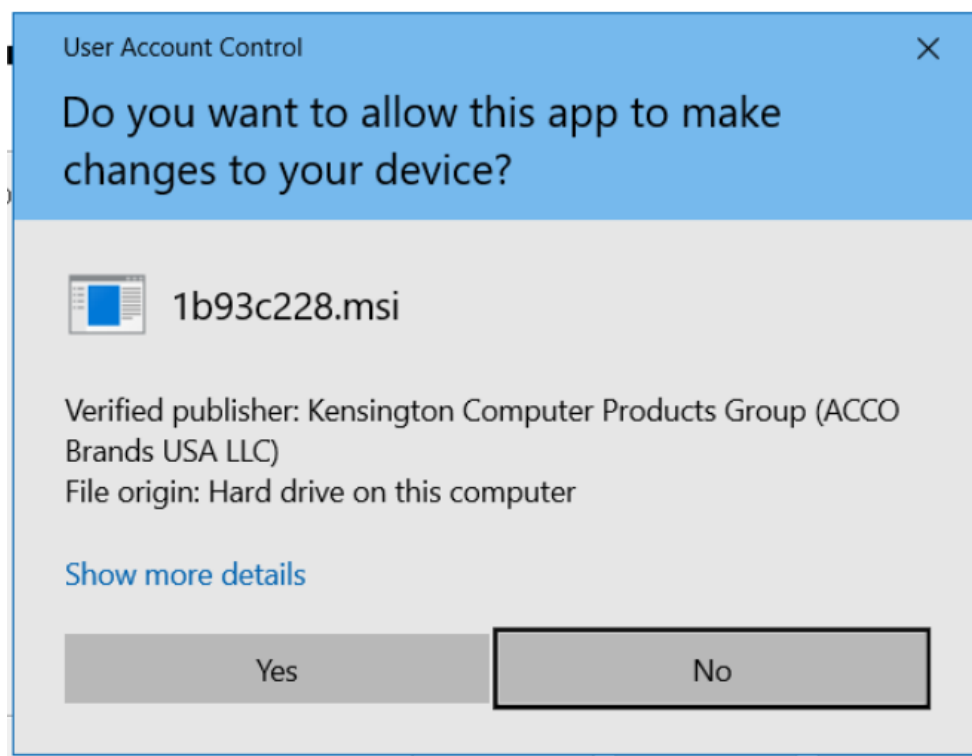 User Account Control
Do you want to allow this app to make
changes to your device?
1b93c228.msi
Verified publisher: Kensington Computer Products Group (ACCO
Brands USA LLC)
File origin: Hard drive on this computer
Show more details
Yes
No